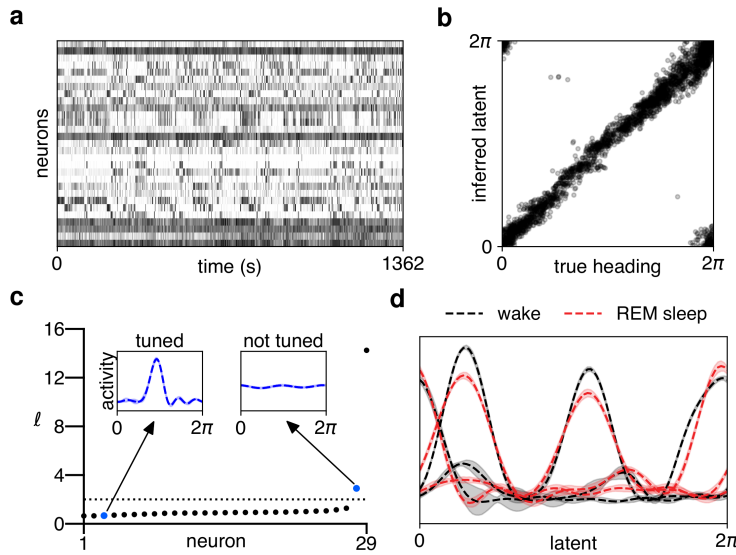 a
neurons
0
time (s)
1362
b
2π
inferred latent
0
0
true heading
2π
c
16
12
8
4
0
ℓ
tuned
activity
0
2π
not tuned
0
2π
1
neuron
29
d
wake
REM sleep
0
latent
2π